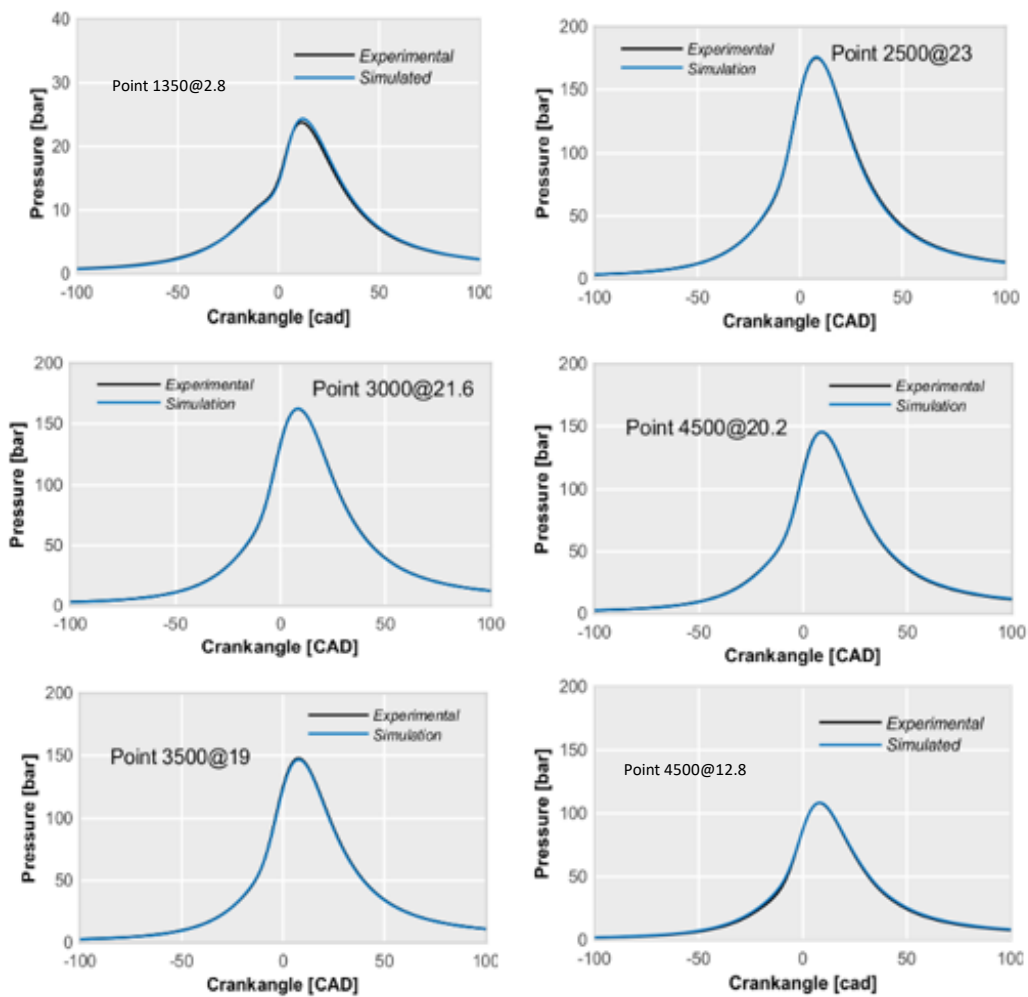 40
30
20
10
0
Pressure [bar]
Experimental
Simulated
Point 1350@2.8
-100
-50
0
50
100
Crankangle [cad]
200
150
100
50
0
Pressure [bar]
Experimental
Simulation
Point 2500@23
-100
-50
0
50
100
Crankangle [CAD]
200
150
100
50
0
Pressure [bar]
Experimental
Simulation
Point 3000@21.6
-100
-50
0
50
100
Crankangle [CAD]
200
150
100
50
0
Pressure [bar]
Experimental
Simulation
Point 4500@20.2
-100
-50
0
50
100
Crankangle [CAD]
200
150
100
50
0
Pressure [bar]
Experimental
Simulation
Point 3500@19
-100
-50
0
50
100
Crankangle [CAD]
200
150
100
50
0
Pressure [bar]
Experimental
Simulated
Point 4500@12.8
-100
-50
0
50
100
Crankangle [cad]